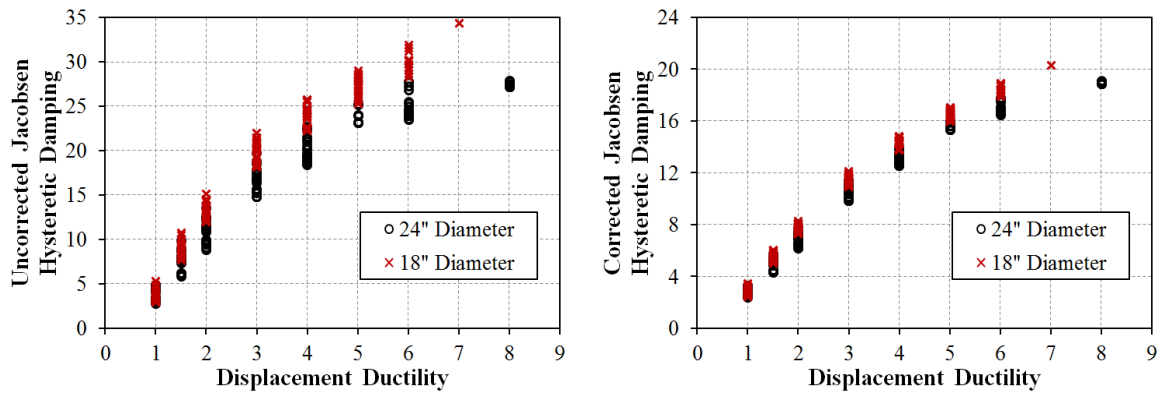 Uncorrected Jacobsen
Hysteretic Damping
35
30
25
20
15
10
5
0
0 1 2 3 4 5 6 7 8 9
Displacement Ductility
24" Diameter
18" Diameter
Corrected Jacobsen
Hysteretic Damping
24
20
16
12
8
4
0
0 1 2 3 4 5 6 7 8 9
Displacement Ductility
24" Diameter
18" Diameter